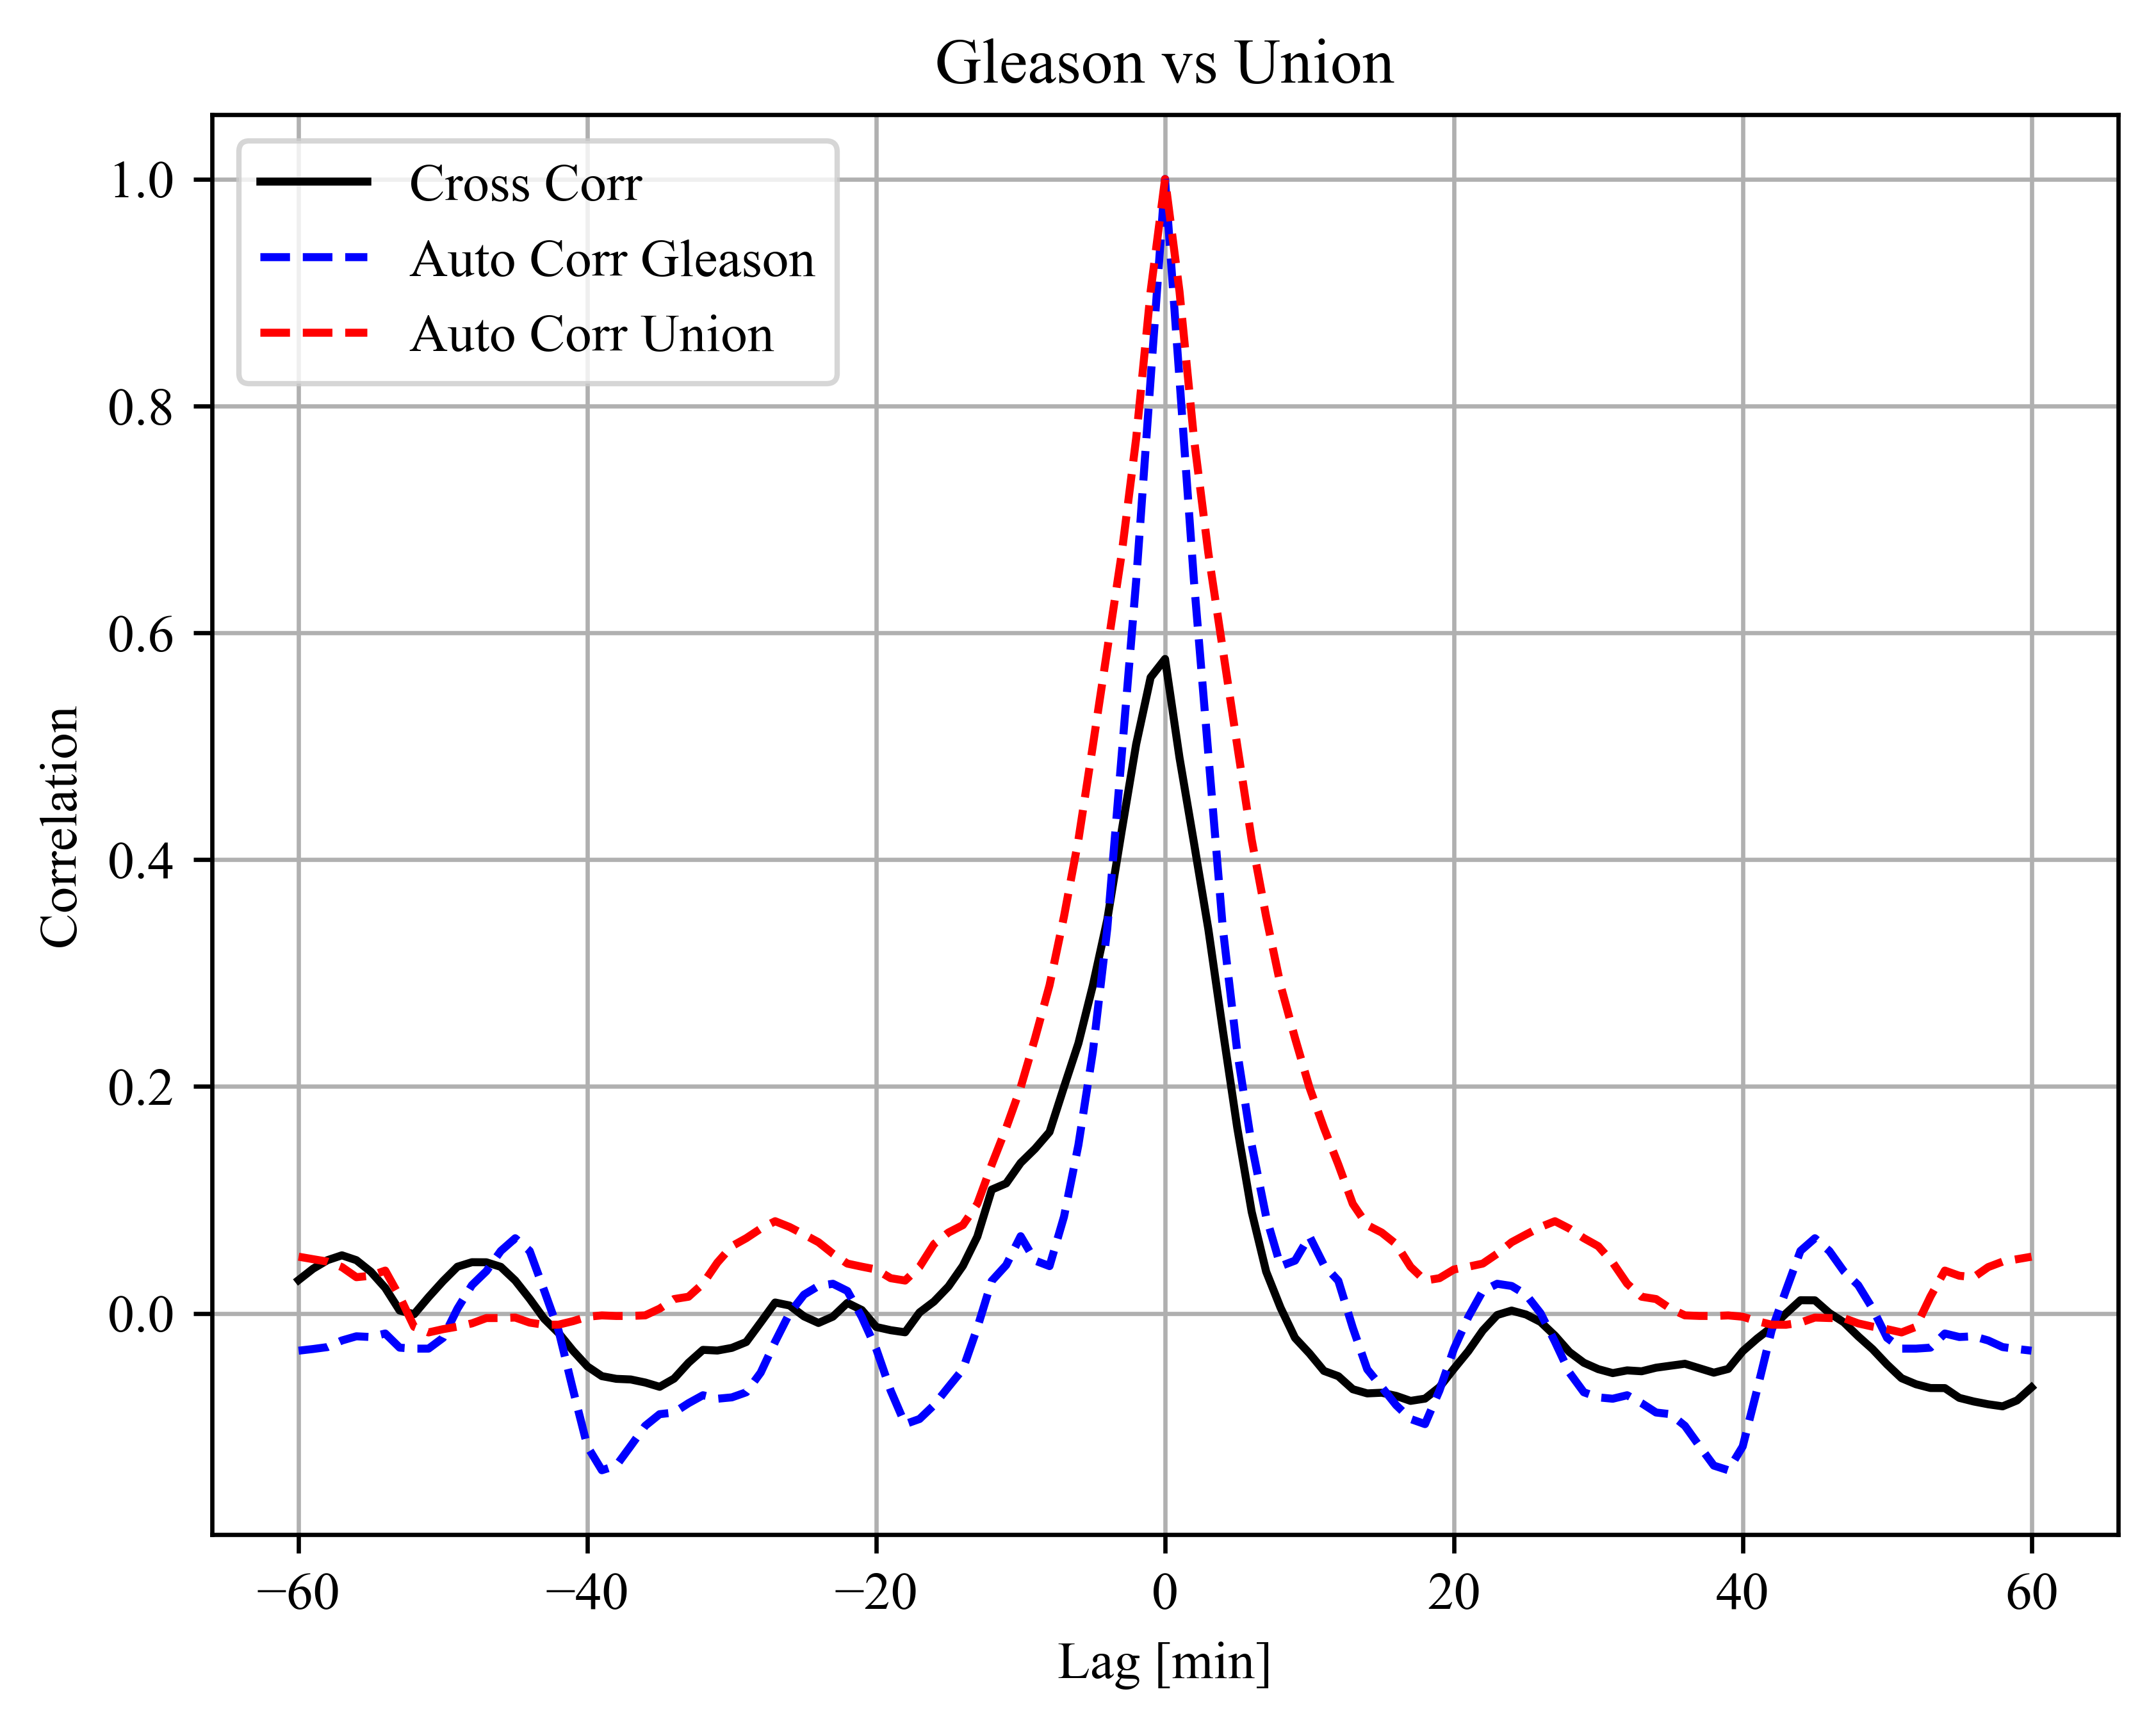 Gleason vs Union
Cross Corr
Auto Corr Gleason
Auto Corr Union
1.0
0.8
0.6
0.4
0.2
0.0
Correlation
−60 −40 −20 0 20 40 60
Lag [min]